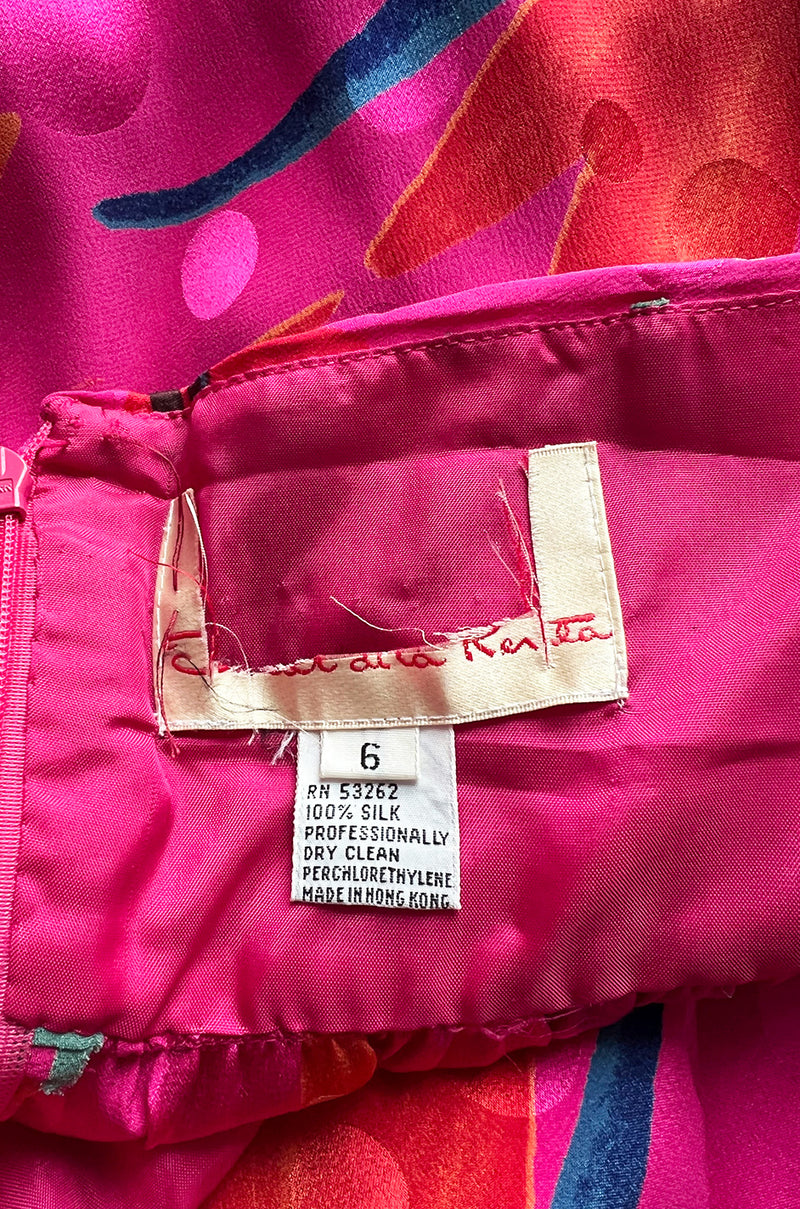 de la Renta
6
RN 53262
100% SILK
PROFESSIONALLY
DRY CLEAN
PERCHLORETHYLENE
MADE IN HONG KONG